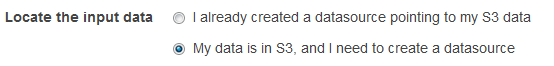 Locate the input data I already created a datasource pointing to my S3 data
My data is in S3, and I need to create a datasource